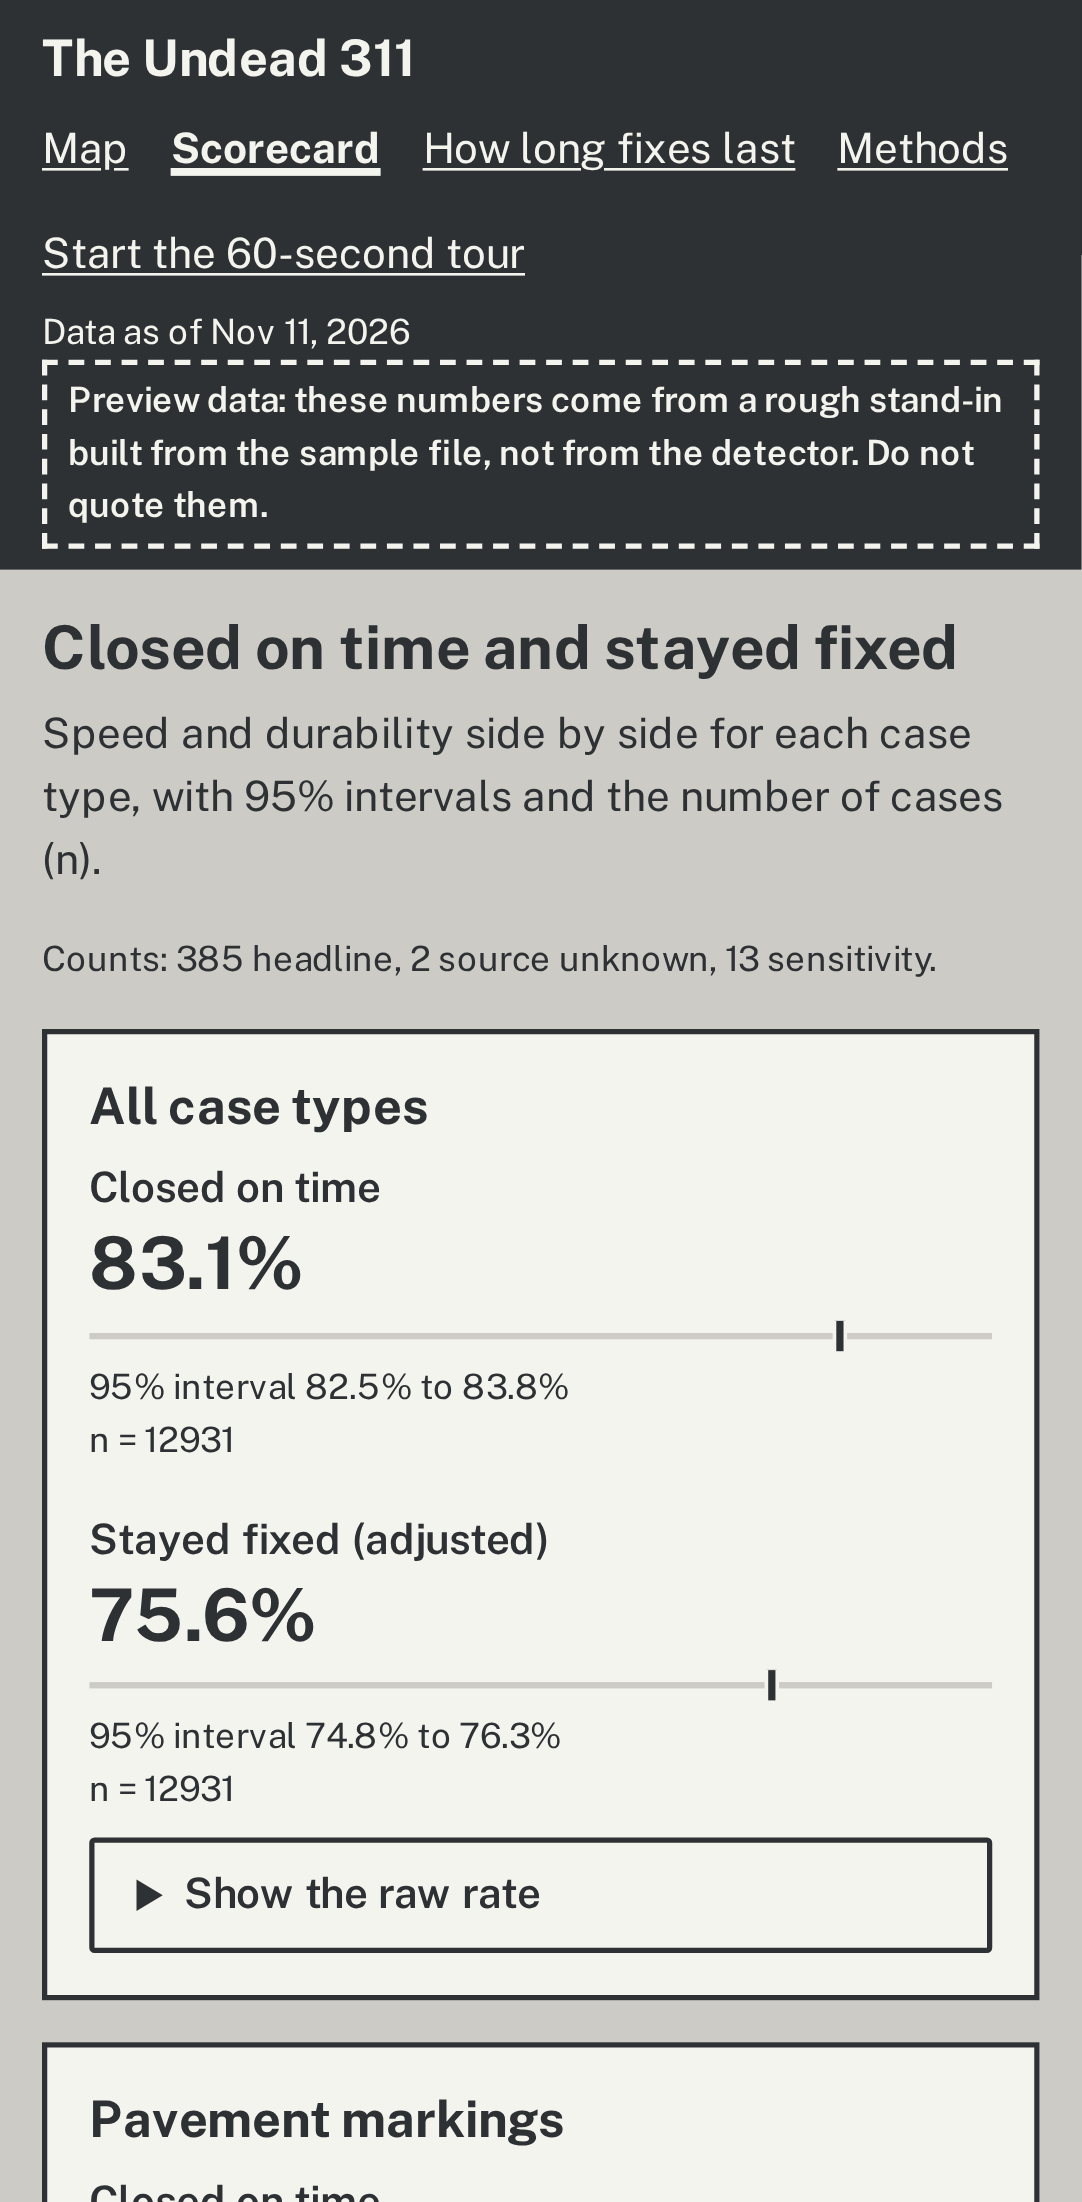 The Undead 311
Map Scorecard How long fixes last Methods
Start the 60-second tour
Data as of Nov 11, 2026
Preview data: these numbers come from a rough stand-in
built from the sample file, not from the detector. Do not
quote them.
Closed on time and stayed fixed
Speed and durability side by side for each case
type, with 95% intervals and the number of cases
(n).
Counts: 385 headline, 2 source unknown, 13 sensitivity.
All case types
Closed on time
83.1%
95% interval 82.5% to 83.8%
n = 12931
Stayed fixed (adjusted)
75.6%
95% interval 74.8% to 76.3%
n = 12931
Show the raw rate
Pavement markings
Closed on time